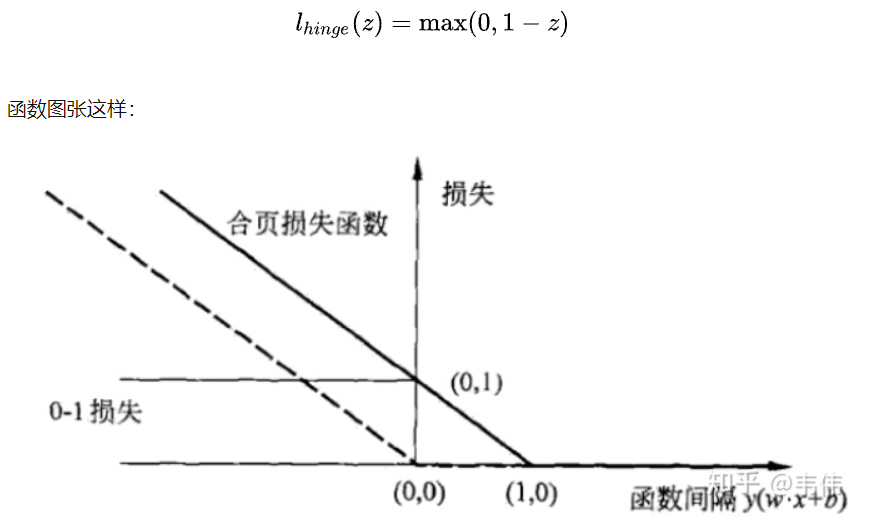 l_{hinge}(z) = max(0, 1 − z)
函数图张这样：
损失
合页损失函数
(0,1)
0-1 损失
(0,0)
(1,0)
函数间隔 y(w·x+b)
知乎 @韦伟